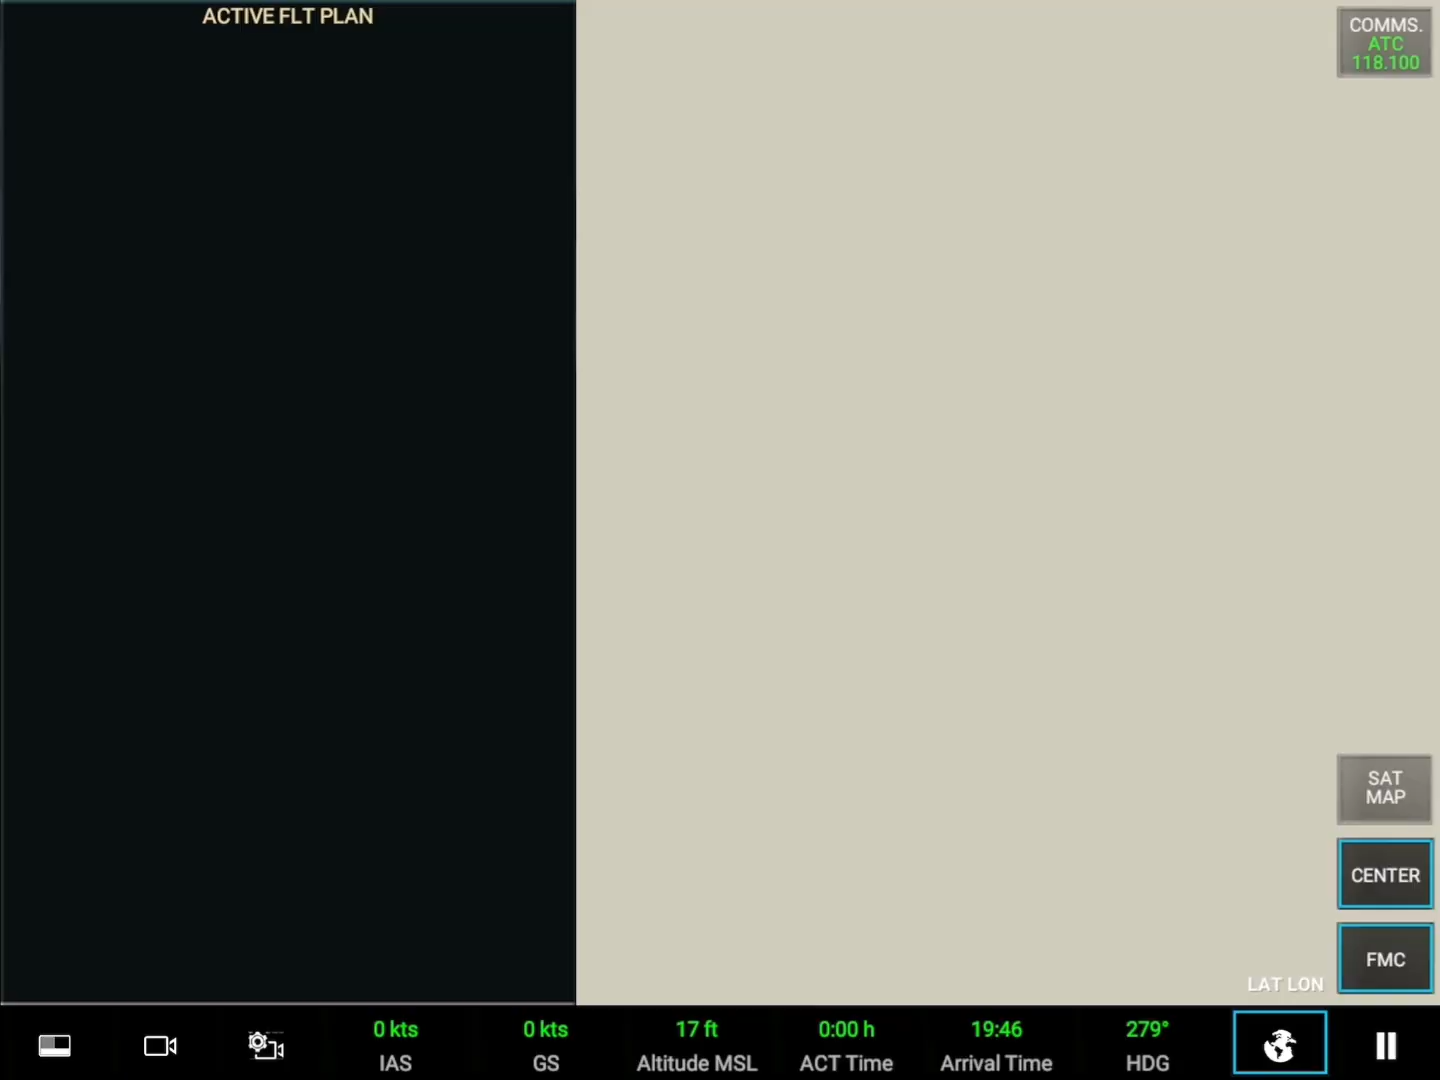 ACTIVE FLT PLAN
COMMS.
ATC
118.100
SAT
MAP
CENTER
FMC
LAT LON
0 kts
IAS
0 kts
GS
17 ft
Altitude MSL
0:00 h
ACT Time
19:46
Arrival Time
279°
HDG